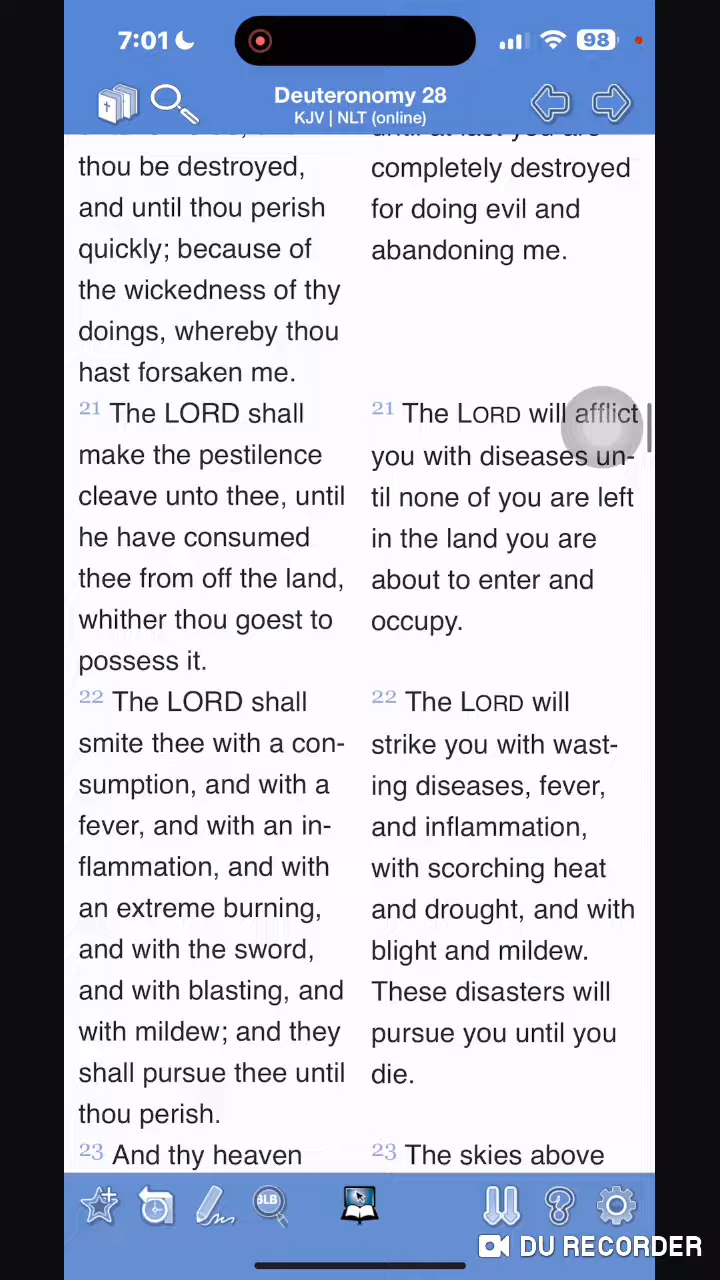 7:01
98
Deuteronomy 28
KJV | NLT (online)
thou be destroyed,
and until thou perish
quickly; because of
the wickedness of thy
doings, whereby thou
hast forsaken me.
21 The LORD shall
make the pestilence
cleave unto thee, until
he have consumed
thee from off the land,
whither thou goest to
possess it.
22 The LORD shall
smite thee with a con-
sumption, and with a
fever, and with an in-
flammation, and with
an extreme burning,
and with the sword,
and with blasting, and
with mildew; and they
shall pursue thee until
thou perish.
23 And thy heaven
until at last you are
completely destroyed
for doing evil and
abandoning me.
21 The LORD will afflict
you with diseases un-
til none of you are left
in the land you are
about to enter and
occupy.
22 The LORD will
strike you with wast-
ing diseases, fever,
and inflammation,
with scorching heat
and drought, and with
blight and mildew.
These disasters will
pursue you until you
die.
23 The skies above
BLB
DU RECORDER